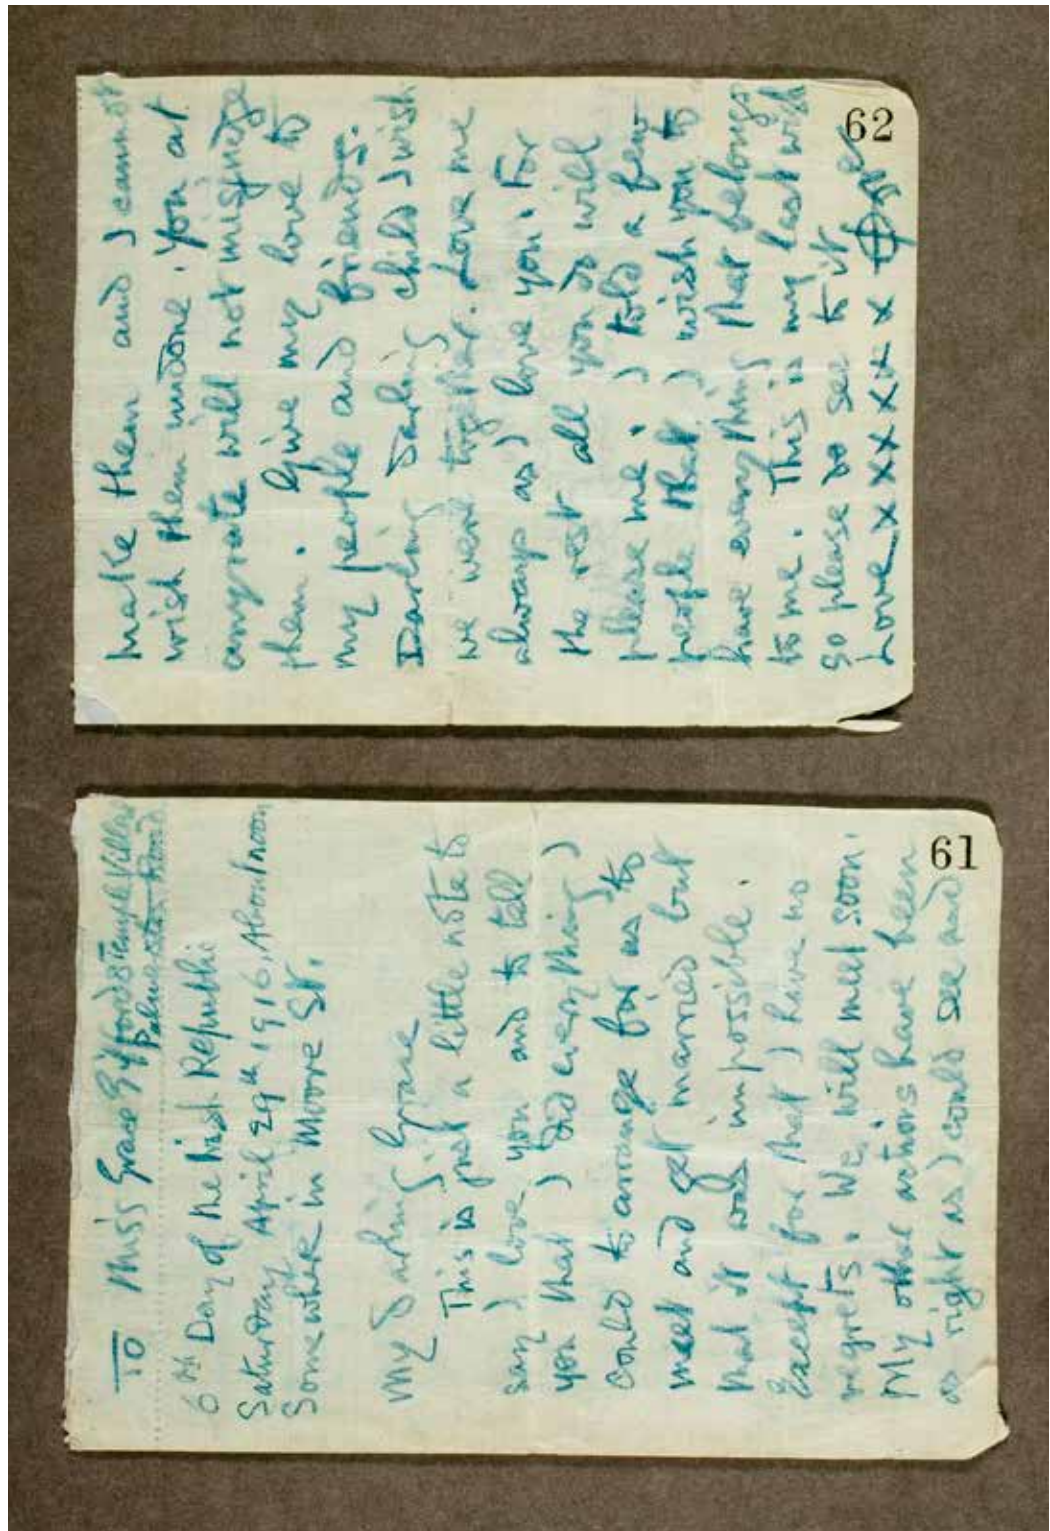 To Miss Grace Gifford 8 Temple Villas
Palmerston Road
6th Day of the Irish Republic
Saturday April 29th 1916. About noon
Somewhere in Moore St.
My Darling Grace
This is just a little note to
say I love you and to tell
you that I did everything I
could to arrange for us to
meet and get married but
that it was impossible.
Except for that I have no
regrets. We will meet soon.
My other actions have been
as right as I could see and
61
make them and I cannot
wish them undone. You at
anyrate will not misjudge
them. Give my love to
my people and friends.
Darling Darling child I wish
we were together. Love me
always as I love you. For
the rest all you do will
please me. I told a few
people that I wish you to
have everything that belongs
to me. This is my last wish
so please do see to it
Love x x x x x x
62